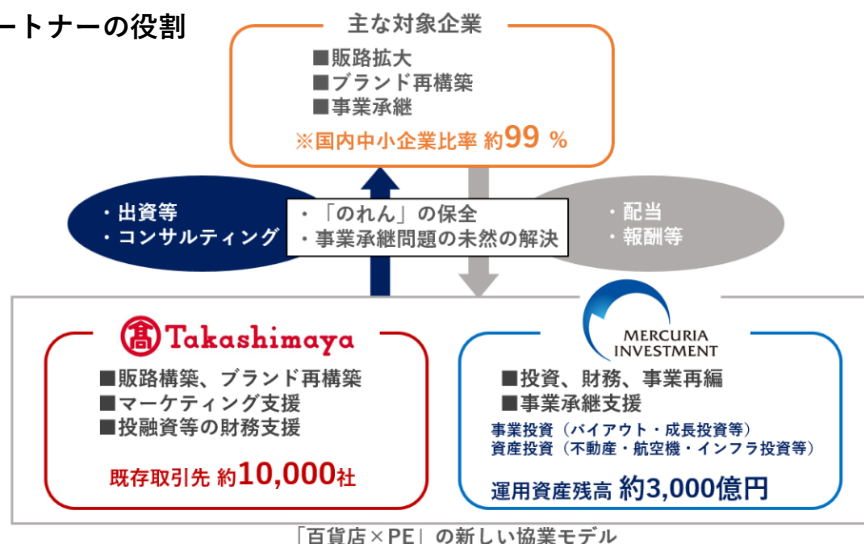 ートナーの役割
主な対象企業
■販路拡大
■ブランド再構築
■事業承継
※国内中小企業比率 約99 %
・出資等
・コンサルティング
・「のれん」の保全
・事業承継問題の未然の解決
・配当
・報酬等
髙 Takashimaya
■販路構築、ブランド再構築
■マーケティング支援
■投融資等の財務支援
既存取引先 約10,000社
MERCURIA
INVESTMENT
■投資、財務、事業再編
■事業承継支援
事業投資（バイアウト・成長投資等）
資産投資（不動産・航空機・インフラ投資等）
運用資産残高 約3,000億円
「百貨店×PE」の新しい協業モデル